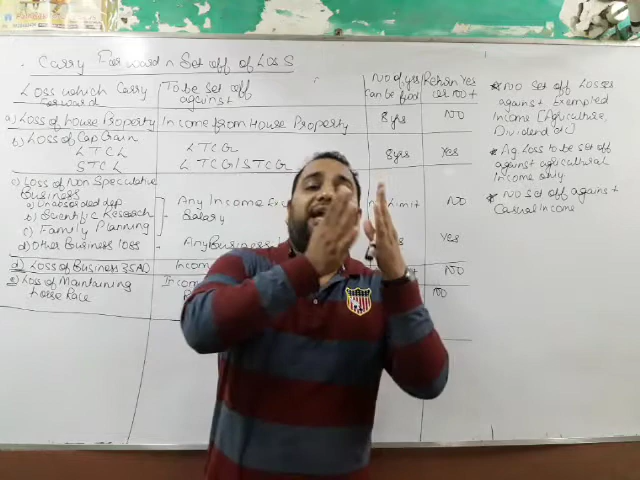 Carry Forward n Set off of Loss
Loss which Carry Forward
To be Set off against
No of yrs can be fwd
Return Yes or Not
a) Loss of House Property
Income from House Property
8 yrs
NO
b) Loss of Cap Gain
LTCL
LTCG
STCL
LTCG/STCG
8 yrs
Yes
c) Loss of Non Speculative Business
a) Unabsorbed dep
b) Scientific Research
c) Family Planning
Any Income
Salary
Limit
NO
d) Other Business loss
Any Business
Yes
d) Loss of Business 35AD
Income
NO
e) Loss of Maintaining horse Race
NO
* No Set off Losses
against Exempted
Income (Agriculture,
Dividend etc)
* Ag Loss to be set off
against agricultural
Income only
* No Set off against
Casual Income